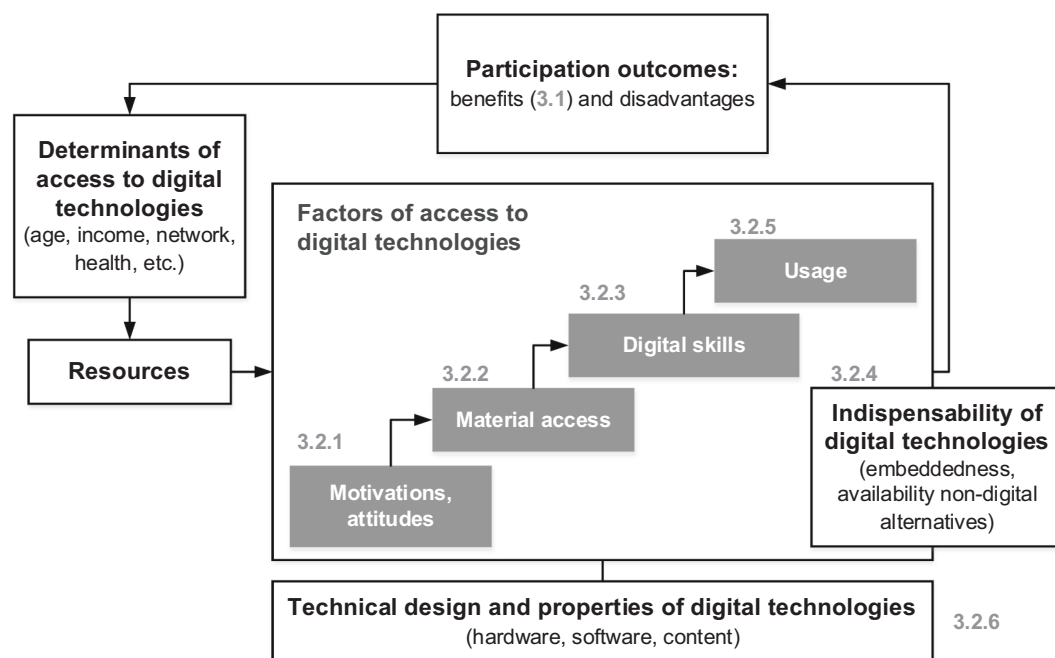 Participation outcomes:
benefits (3.1) and disadvantages
Determinants of
access to digital
technologies
(age, income, network,
health, etc.)
Resources
Factors of access to
digital technologies
3.2.5
Usage
3.2.3
Digital skills
3.2.2
Material access
3.2.1
Motivations,
attitudes
3.2.4
Indispensability of
digital technologies
(embeddedness,
availability non-digital
alternatives)
Technical design and properties of digital technologies
(hardware, software, content)
3.2.6